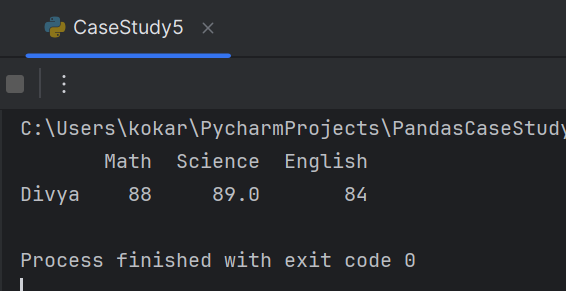 CaseStudy5
C:\Users\kokar\PycharmProjects\PandasCaseStudy
Math Science English
Divya 88 89.0 84
Process finished with exit code 0